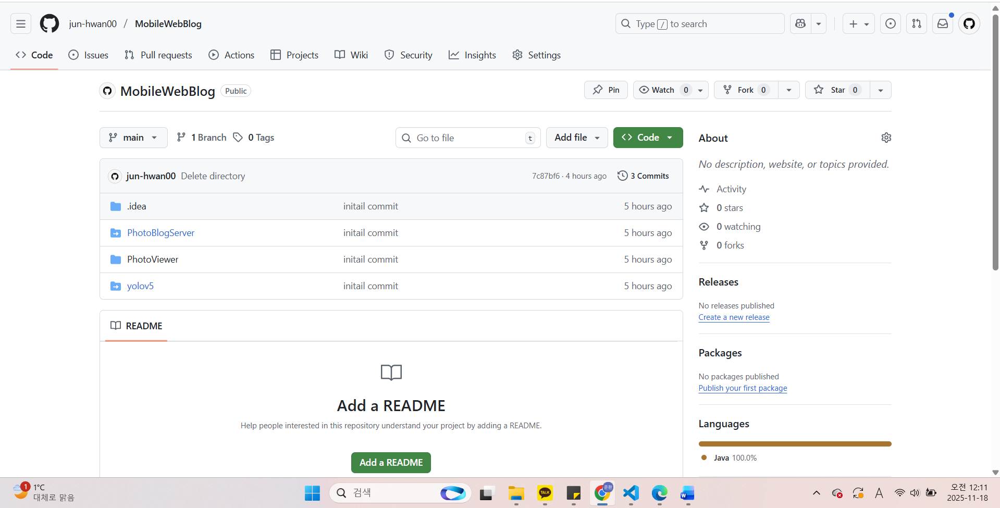 jun-hwan00 / MobileWebBlog
Type / to search
Code Issues Pull requests Actions Projects Wiki Security Insights Settings
MobileWebBlog Public
Pin Watch 0 Fork 0 Star 0
main 1 Branch 0 Tags Go to file t Add file Code
jun-hwan00 Delete directory 7c87bf6 · 4 hours ago 3 Commits
.idea initail commit 5 hours ago
PhotoBlogServer initail commit 5 hours ago
PhotoViewer initail commit 5 hours ago
yolov5 initail commit 5 hours ago
README
Add a README
Help people interested in this repository understand your project by adding a README.
Add a README
About
No description, website, or topics provided.
Activity
0 stars
0 watching
0 forks
Releases
No releases published
Create a new release
Packages
No packages published
Publish your first package
Languages
Java 100.0%
1 1°C
대체로 맑음
검색
TALK
준환
W
A
오전 12:11
2025-11-18